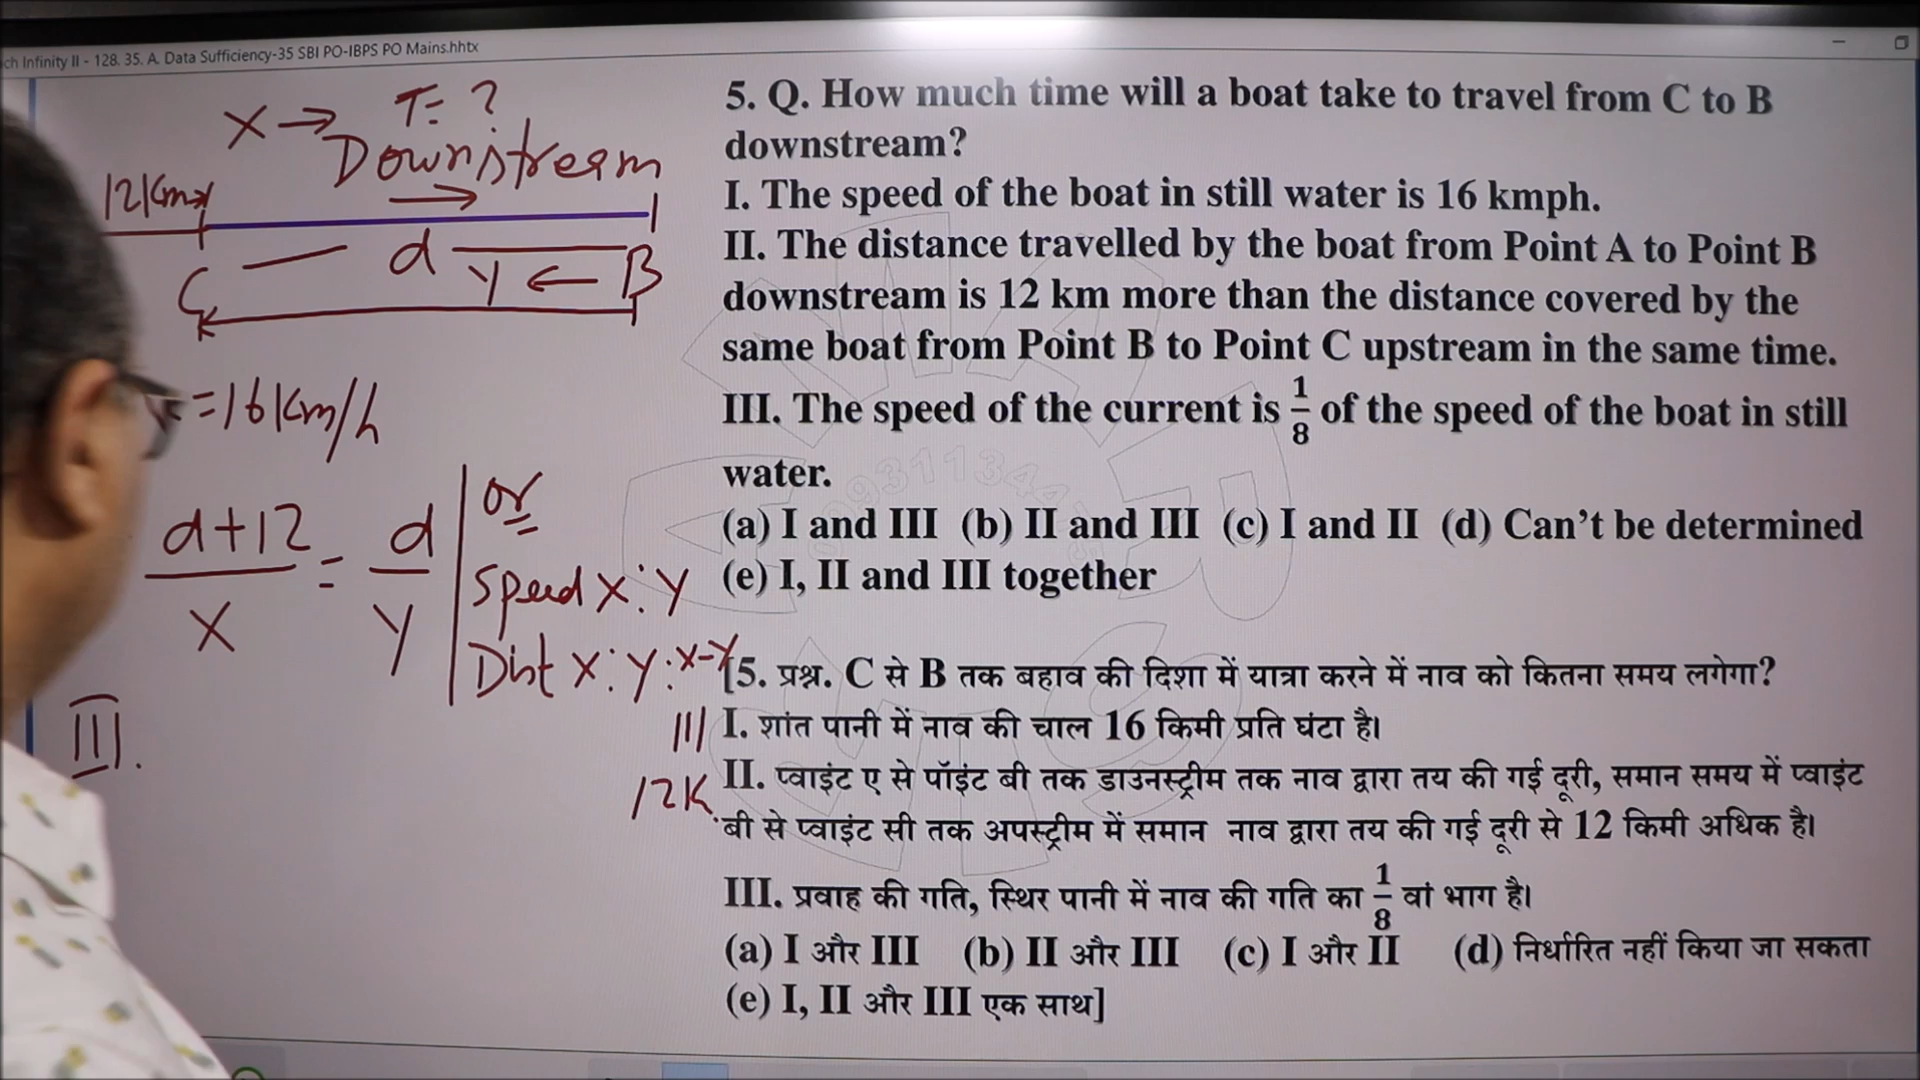 ch Infinity II - 128. 35. A. Data Sufficiency-35 SBI PO-IBPS PO Mains.hhtx
X → T= ?
Downstream
12Km
d
C Y ← B
=16Km/h
d+12 = d
X Y
or
Speed X:Y
Dist X:Y:X-Y
III.
12K
5. Q. How much time will a boat take to travel from C to B
downstream?
I. The speed of the boat in still water is 16 kmph.
II. The distance travelled by the boat from Point A to Point B
downstream is 12 km more than the distance covered by the
same boat from Point B to Point C upstream in the same time.
III. The speed of the current is 1/8 of the speed of the boat in still
water.
(a) I and III (b) II and III (c) I and II (d) Can't be determined
(e) I, II and III together
[5. प्रश्न. C से B तक बहाव की दिशा में यात्रा करने में नाव को कितना समय लगेगा?
I. शांत पानी में नाव की चाल 16 किमी प्रति घंटा है।
II. प्वाइंट ए से पॉइंट बी तक डाउनस्ट्रीम तक नाव द्वारा तय की गई दूरी, समान समय में प्वाइंट
बी से प्वाइंट सी तक अपस्ट्रीम में समान नाव द्वारा तय की गई दूरी से 12 किमी अधिक है।
III. प्रवाह की गति, स्थिर पानी में नाव की गति का 1/8 वां भाग है।
(a) I और III (b) II और III (c) I और II (d) निर्धारित नहीं किया जा सकता
(e) I, II और III एक साथ]